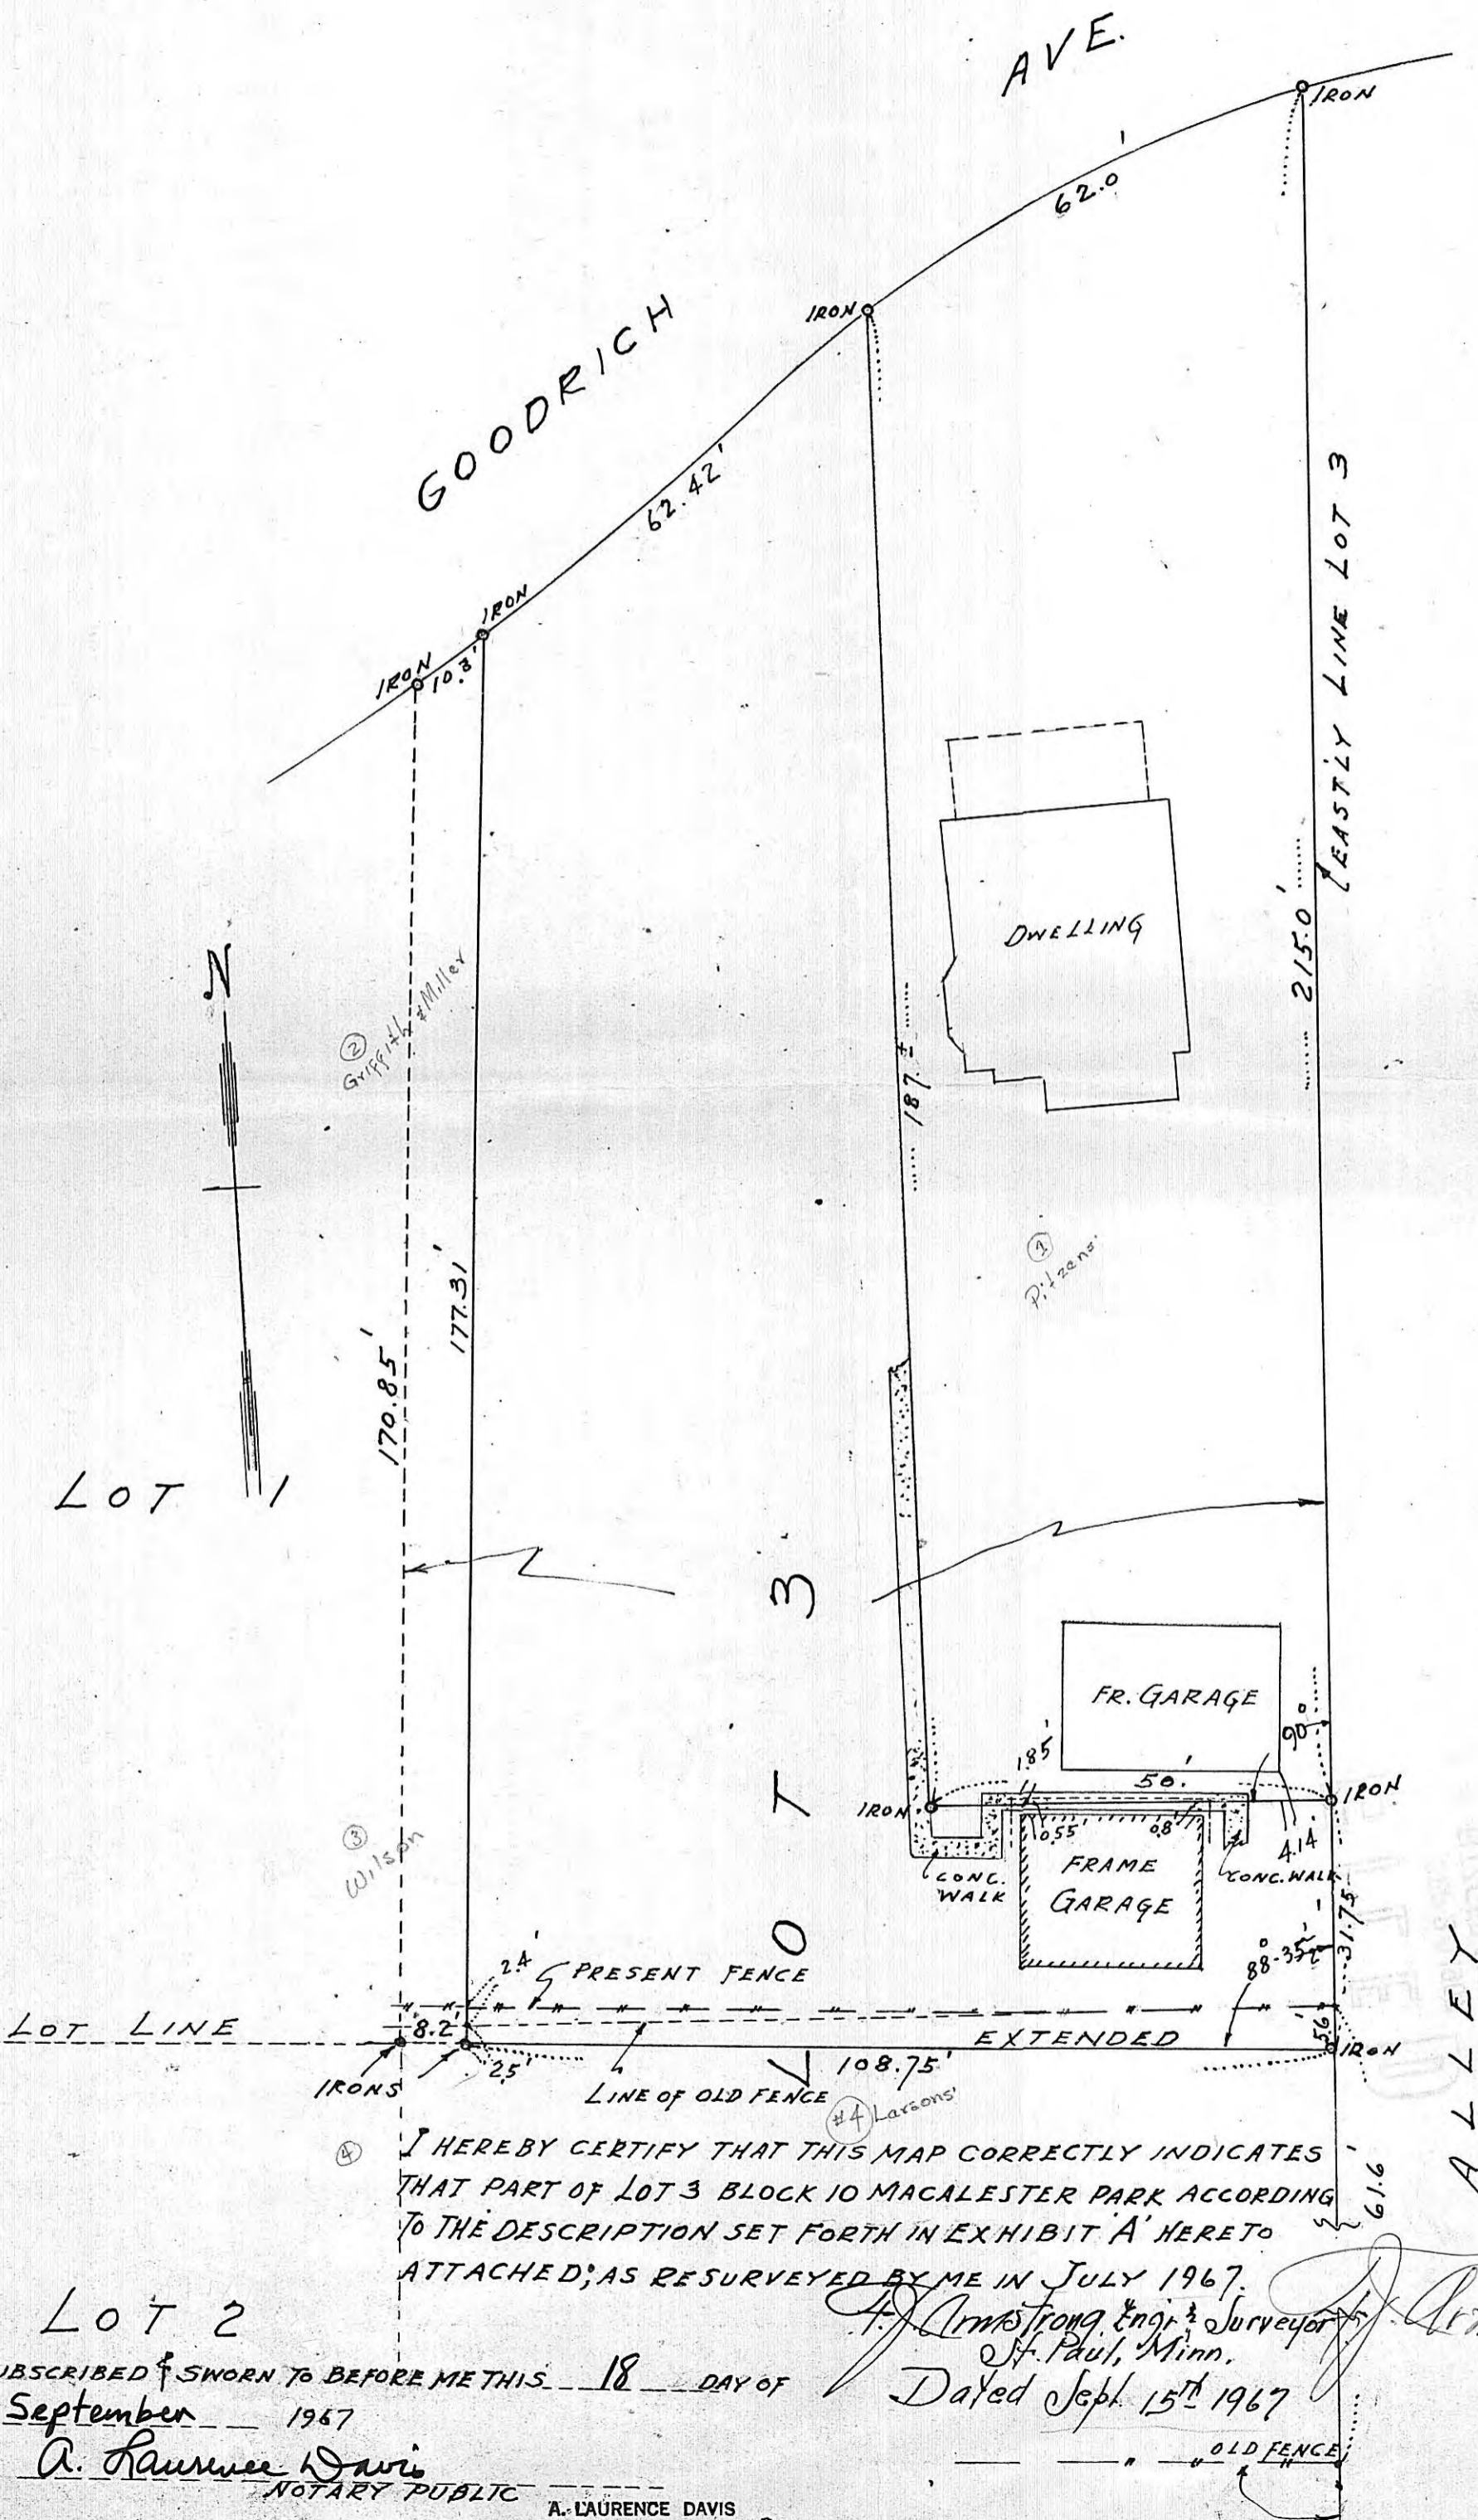 AVE.
IRON
62.0'
IRON
GOODRICH
62.42'
IRON
IRON
10.3'
EAST'LY LINE LOT 3
215.0'
DWELLING
N
② Griffith & Miller
187.±
① Pitzens'
177.31'
170.85'
LOT 1
LOT 3
FR. GARAGE
90°
1.85'
50.'
IRON
IRON
0.55
0.8'
4.14'
CONC. WALK
FRAME GARAGE
CONC. WALK
③ Wilson
31.75'
88°-35½'
2.4'
PRESENT FENCE
LOT LINE
8.2'
EXTENDED
.56'
IRON
IRONS
2.5'
108.75'
LINE OF OLD FENCE
#4 Larsons'
ALLEY
④
I HEREBY CERTIFY THAT THIS MAP CORRECTLY INDICATES
THAT PART OF LOT 3 BLOCK 10 MACALESTER PARK ACCORDING
TO THE DESCRIPTION SET FORTH IN EXHIBIT 'A' HERETO
ATTACHED; AS RESURVEYED BY ME IN JULY 1967.
61.6'
Armstrong, Engr & Surveyor
St. Paul, Minn.
Dated Sept. 15th 1967
LOT 2
UBSCRIBED & SWORN TO BEFORE ME THIS 18 DAY OF
September 1967
A. Laurence Davis
NOTARY PUBLIC
A. LAURENCE DAVIS
OLD FENCE